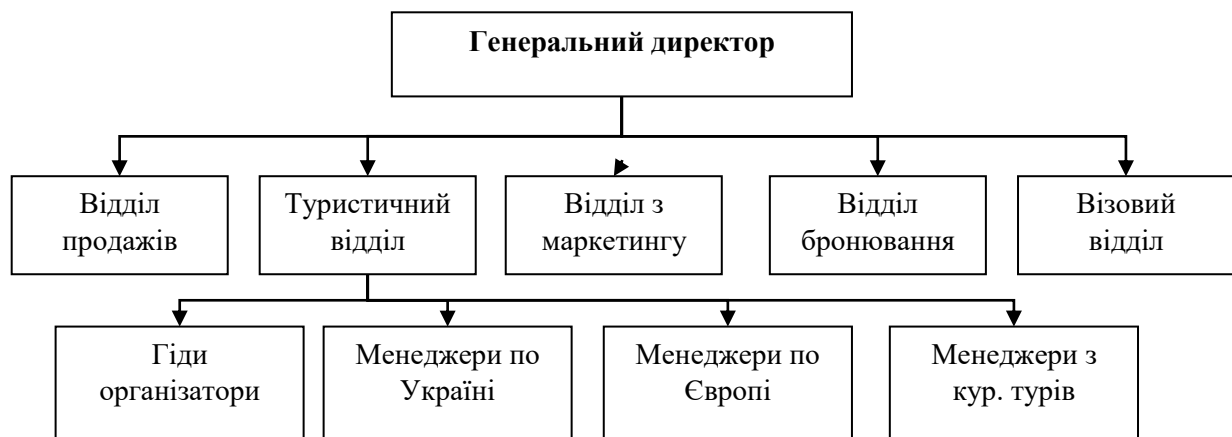 Генеральний директор
Відділ
продажів
Туристичний
відділ
Відділ з
маркетингу
Відділ
бронювання
Візовий
відділ
Гіди
організатори
Менеджери по
Україні
Менеджери по
Європі
Менеджери з
кур. турів